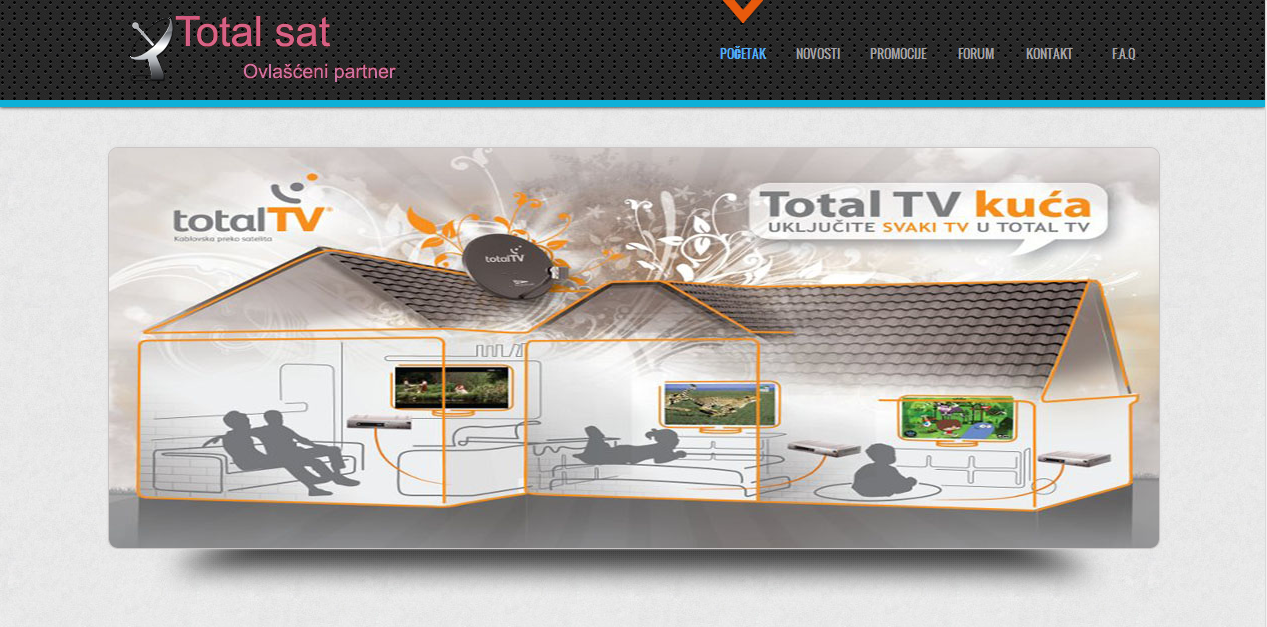 Total sat
Ovlašćeni partner
POČETAK NOVOSTI PROMOCIJE FORUM KONTAKT F.A.Q
totalTV®
Kablovska preko satelita
Total TV kuća
UKLJUČITE SVAKI TV U TOTAL TV
totalTV